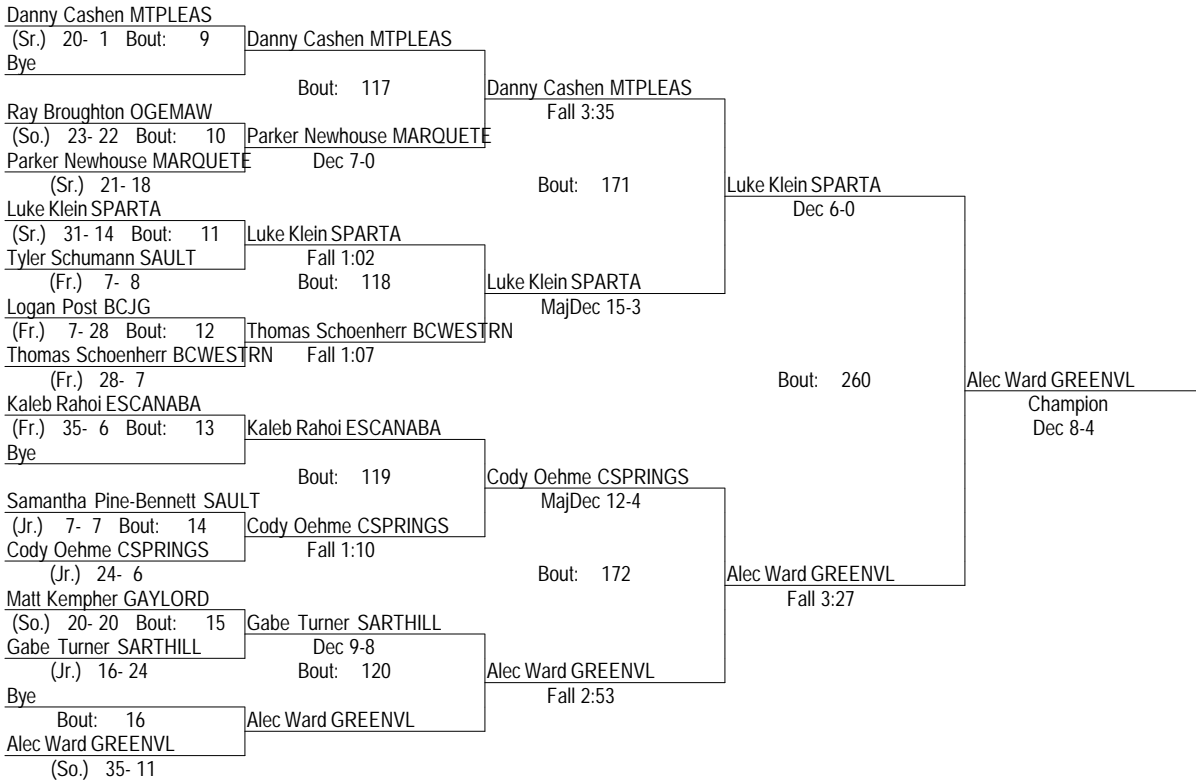 Danny Cashen MTPLEAS
(Sr.) 20- 1 Bout: 9 Danny Cashen MTPLEAS
Bye
Bout: 117 Danny Cashen MTPLEAS
Ray Broughton OGEMAW Fall 3:35
(So.) 23- 22 Bout: 10 Parker Newhouse MARQUETE
Parker Newhouse MARQUETE Dec 7-0
(Sr.) 21- 18 Bout: 171 Luke Klein SPARTA
Luke Klein SPARTA Dec 6-0
(Sr.) 31- 14 Bout: 11 Luke Klein SPARTA
Tyler Schumann SAULT Fall 1:02
(Fr.) 7- 8 Bout: 118 Luke Klein SPARTA
Logan Post BCJG MajDec 15-3
(Fr.) 7- 28 Bout: 12 Thomas Schoenherr BCWESTRN
Thomas Schoenherr BCWESTRN Fall 1:07
(Fr.) 28- 7 Bout: 260 Alec Ward GREENVL
Kaleb Rahoi ESCANABA Champion
(Fr.) 35- 6 Bout: 13 Kaleb Rahoi ESCANABA Dec 8-4
Bye
Bout: 119 Cody Oehme CSPRINGS
Samantha Pine-Bennett SAULT MajDec 12-4
(Jr.) 7- 7 Bout: 14 Cody Oehme CSPRINGS
Cody Oehme CSPRINGS Fall 1:10
(Jr.) 24- 6 Bout: 172 Alec Ward GREENVL
Matt Kempher GAYLORD Fall 3:27
(So.) 20- 20 Bout: 15 Gabe Turner SARTHILL
Gabe Turner SARTHILL Dec 9-8
(Jr.) 16- 24 Bout: 120 Alec Ward GREENVL
Bye Fall 2:53
Bout: 16 Alec Ward GREENVL
Alec Ward GREENVL
(So.) 35- 11